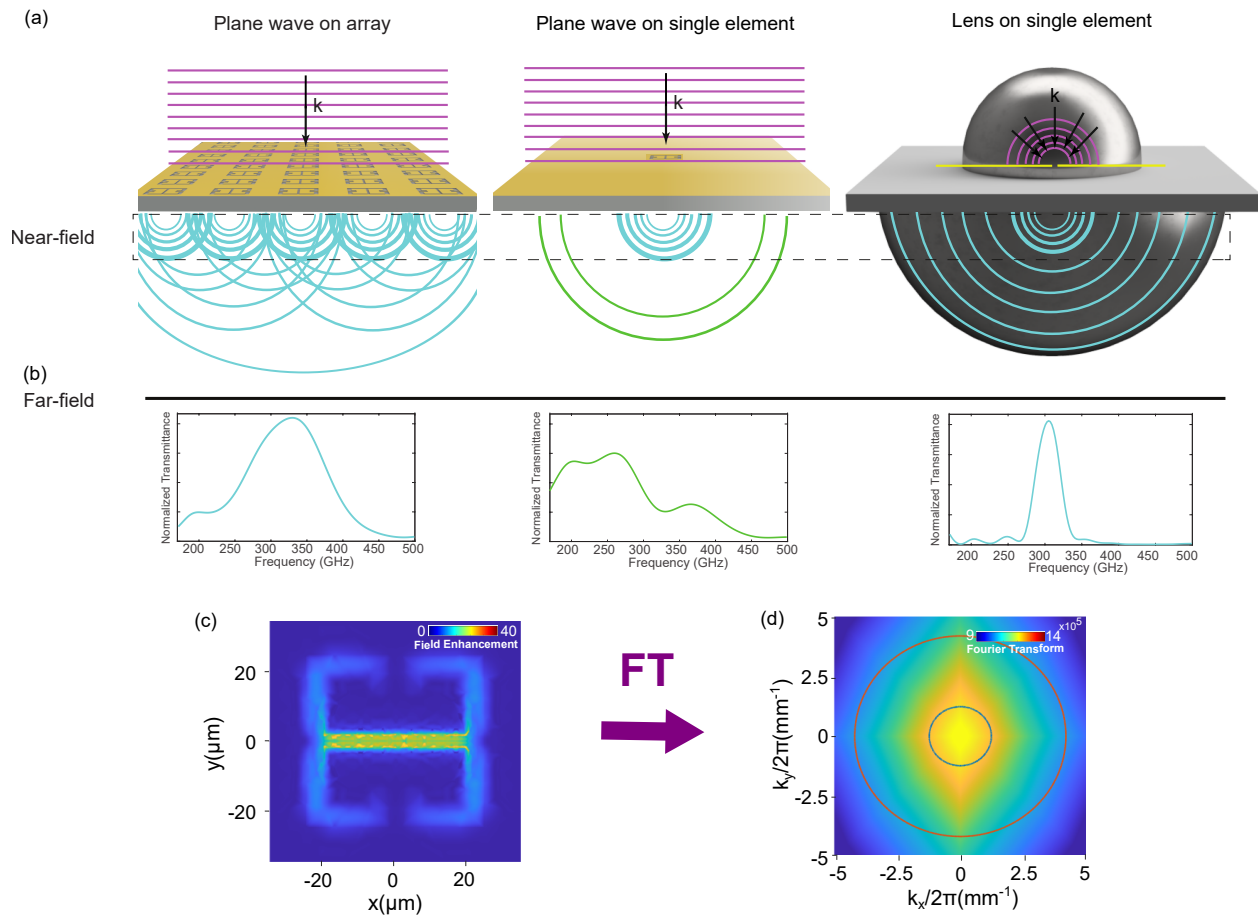 (a)
Plane wave on array
Plane wave on single element
Lens on single element
k
k
k
Near-field
(b)
Far-field
Normalized Transmittance
200 250 300 350 400 450 500
Frequency (GHz)
Normalized Transmittance
200 250 300 350 400 450 500
Frequency (GHz)
Normalized Transmittance
200 250 300 350 400 450 500
Frequency (GHz)
(c)
0 40
Field Enhancement
20
0
-20
y(µm)
-20 0 20
x(µm)
FT
(d)
x10⁵
9 14
Fourier Transform
5
2.5
0
-2.5
-5
k_y/2π(mm⁻¹)
-5 -2.5 0 2.5 5
k_x/2π(mm⁻¹)